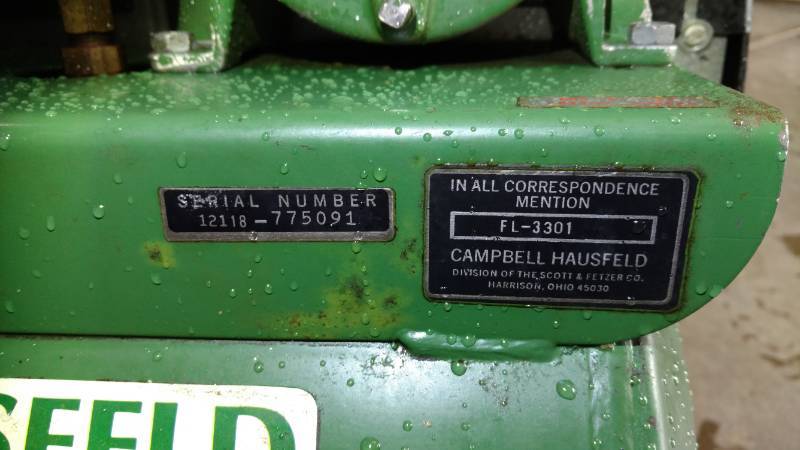 SERIAL NUMBER
12118-775091
IN ALL CORRESPONDENCE
MENTION
FL-3301
CAMPBELL HAUSFELD
DIVISION OF THE SCOTT & FETZER CO.
HARRISON, OHIO 45030
SFELD